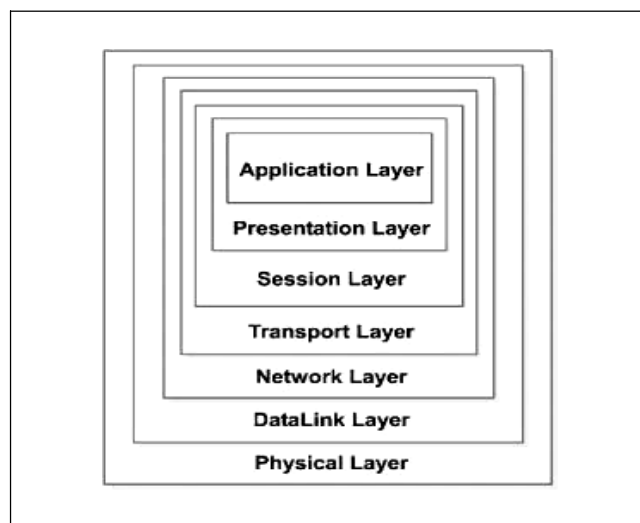 Application Layer
Presentation Layer
Session Layer
Transport Layer
Network Layer
DataLink Layer
Physical Layer